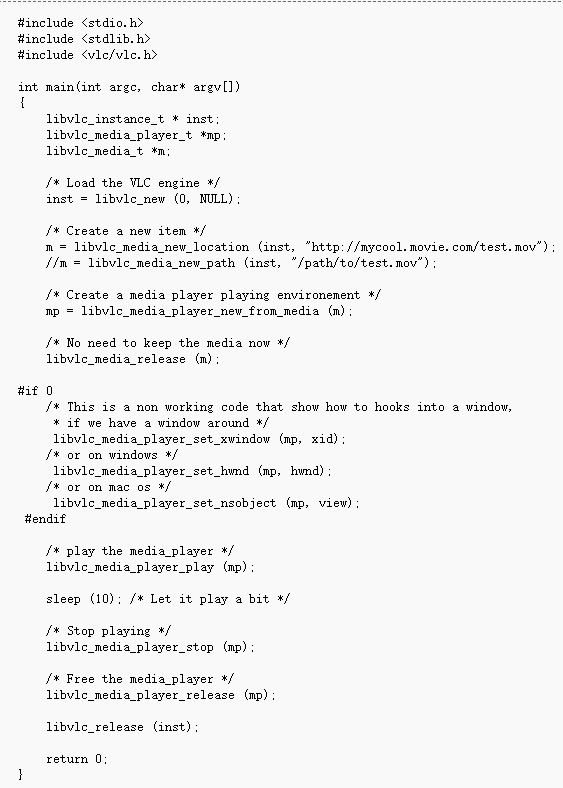 #include <stdio.h>
#include <stdlib.h>
#include <vlc/vlc.h>

int main(int argc, char* argv[])
{
    libvlc_instance_t * inst;
    libvlc_media_player_t *mp;
    libvlc_media_t *m;

    /* Load the VLC engine */
    inst = libvlc_new (0, NULL);

    /* Create a new item */
    m = libvlc_media_new_location (inst, "http://mycool.movie.com/test.mov");
    //m = libvlc_media_new_path (inst, "/path/to/test.mov");

    /* Create a media player playing environement */
    mp = libvlc_media_player_new_from_media (m);

    /* No need to keep the media now */
    libvlc_media_release (m);

#if 0
    /* This is a non working code that show how to hooks into a window,
     * if we have a window around */
     libvlc_media_player_set_xwindow (mp, xid);
    /* or on windows */
     libvlc_media_player_set_hwnd (mp, hwnd);
    /* or on mac os */
     libvlc_media_player_set_nsobject (mp, view);
 #endif

    /* play the media_player */
    libvlc_media_player_play (mp);

    sleep (10); /* Let it play a bit */

    /* Stop playing */
    libvlc_media_player_stop (mp);

    /* Free the media_player */
    libvlc_media_player_release (mp);

    libvlc_release (inst);

    return 0;
}